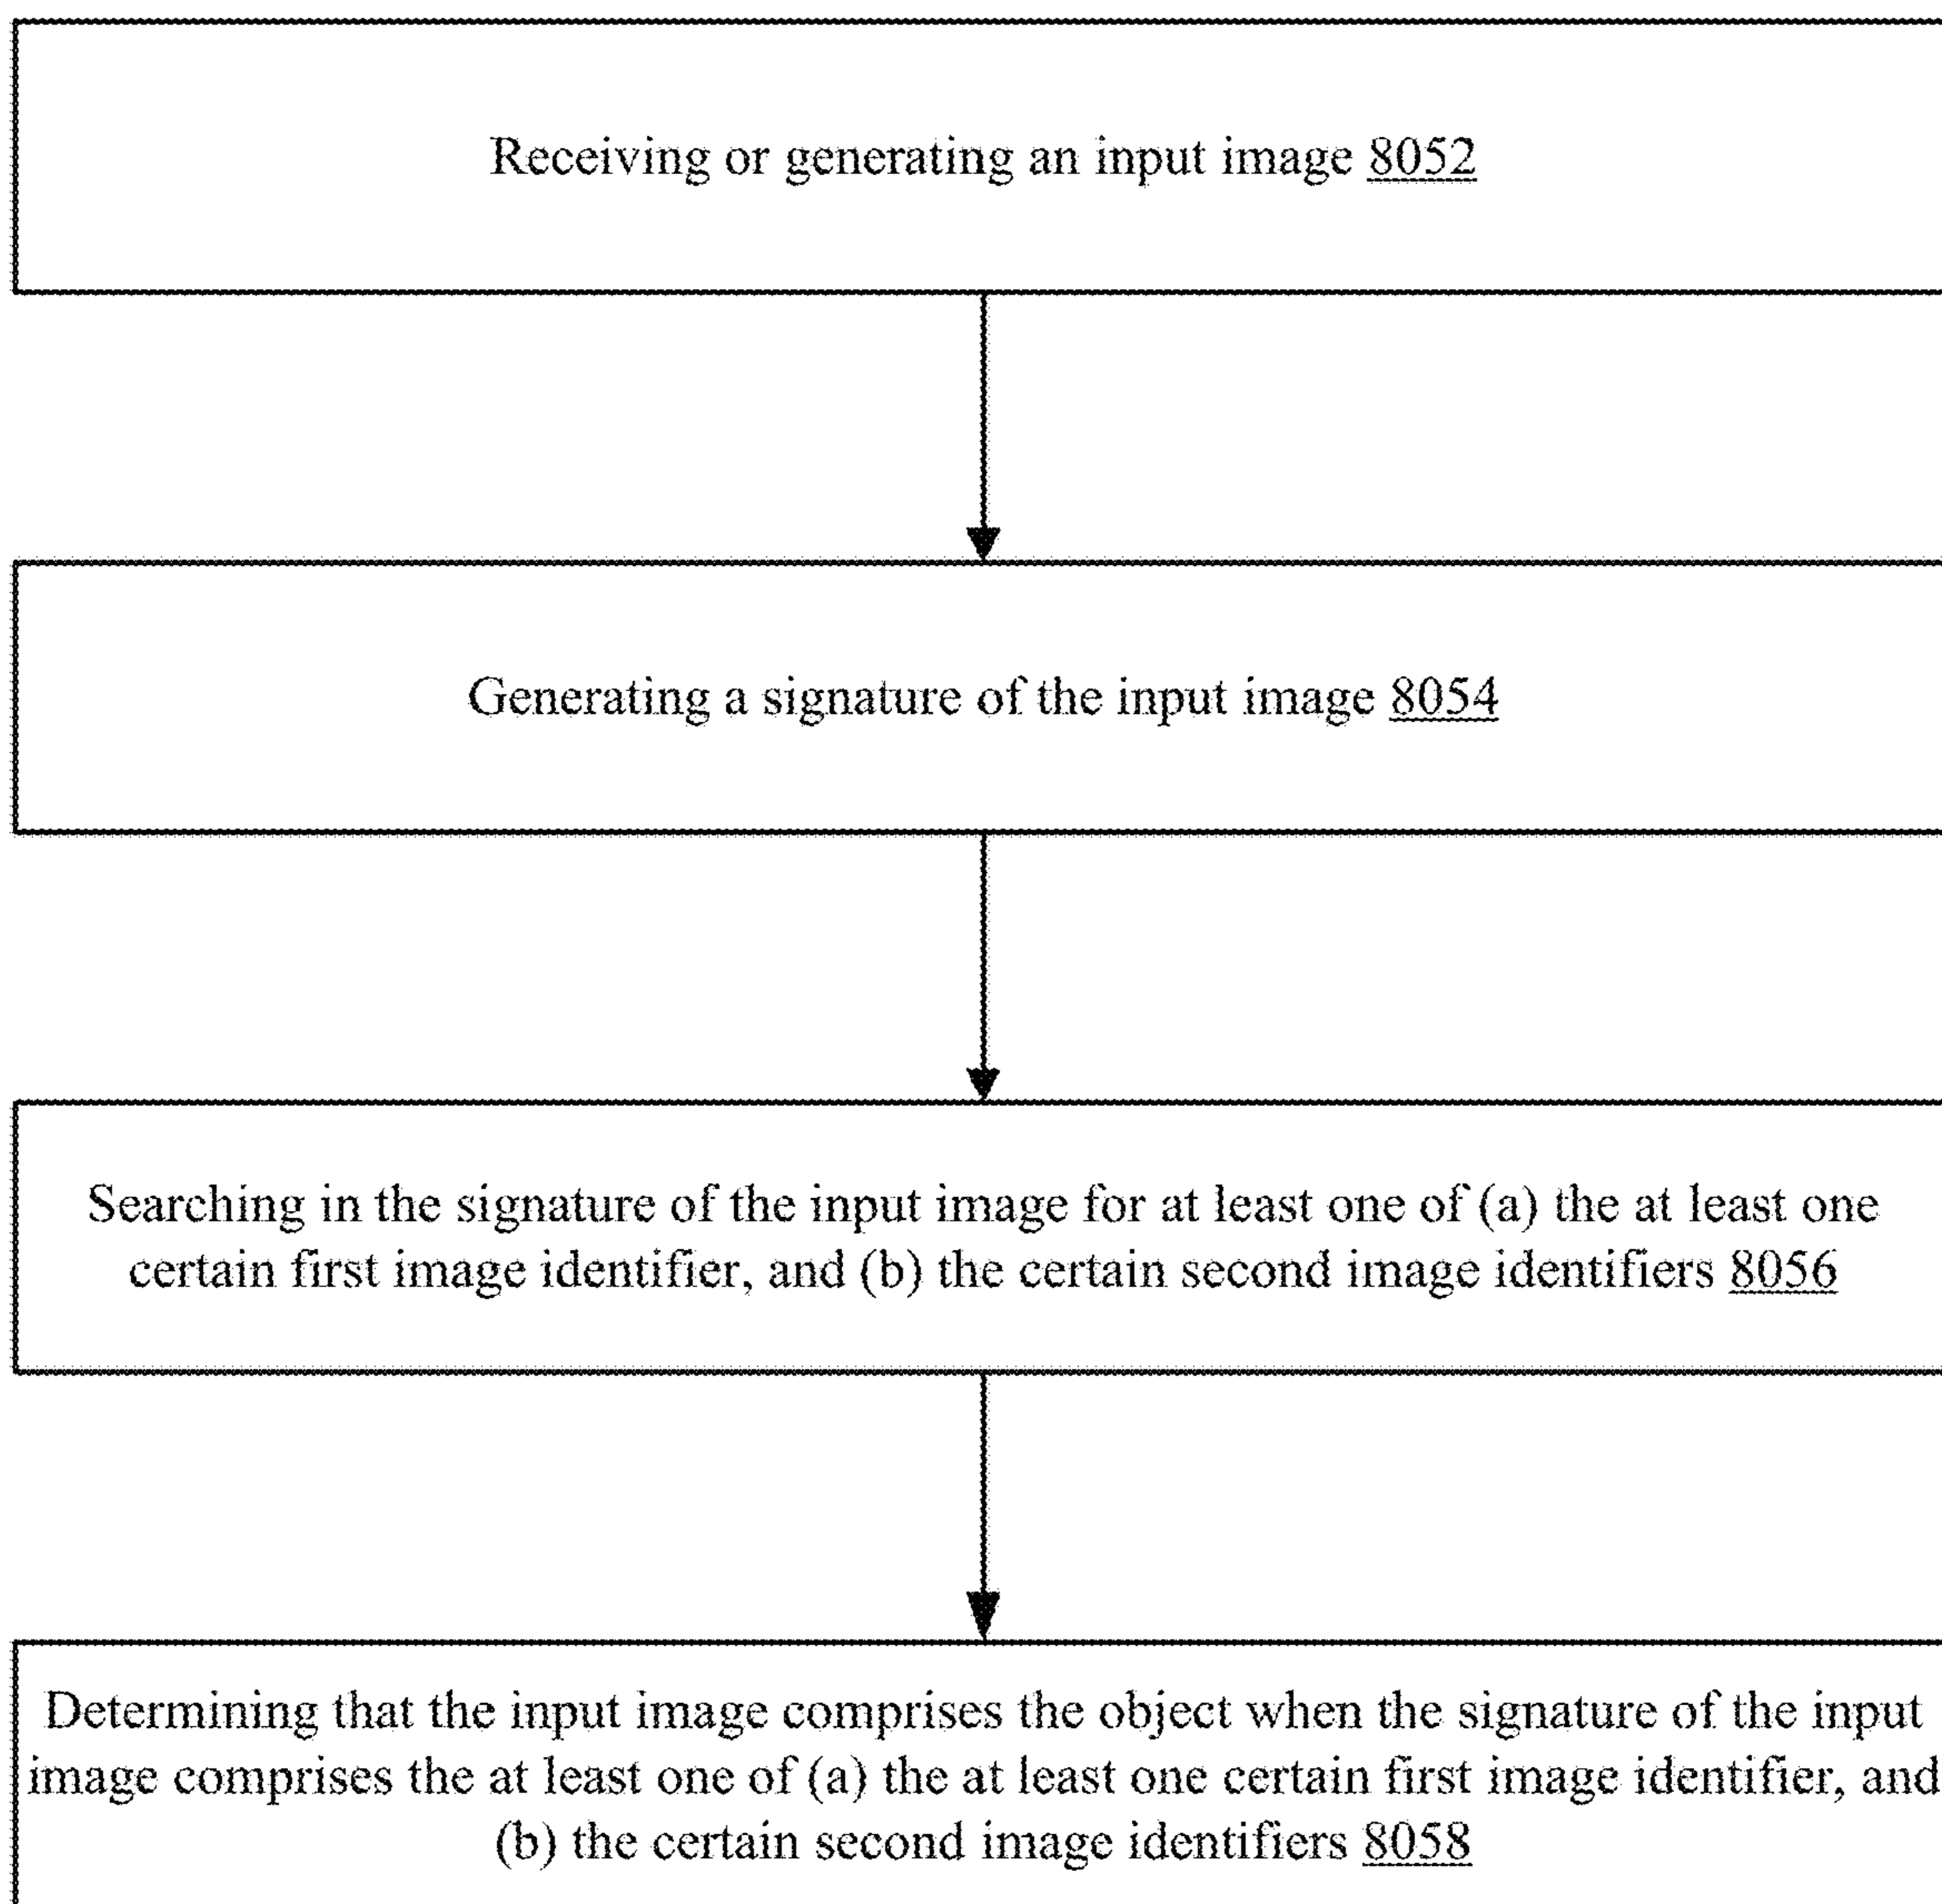 Receiving or generating an input image 8052
Generating a signature of the input image 8054
Searching in the signature of the input image for at least one of (a) the at least one
certain first image identifier, and (b) the certain second image identifiers 8056
Determining that the input image comprises the object when the signature of the input
image comprises the at least one of (a) the at least one certain first image identifier, and
(b) the certain second image identifiers 8058